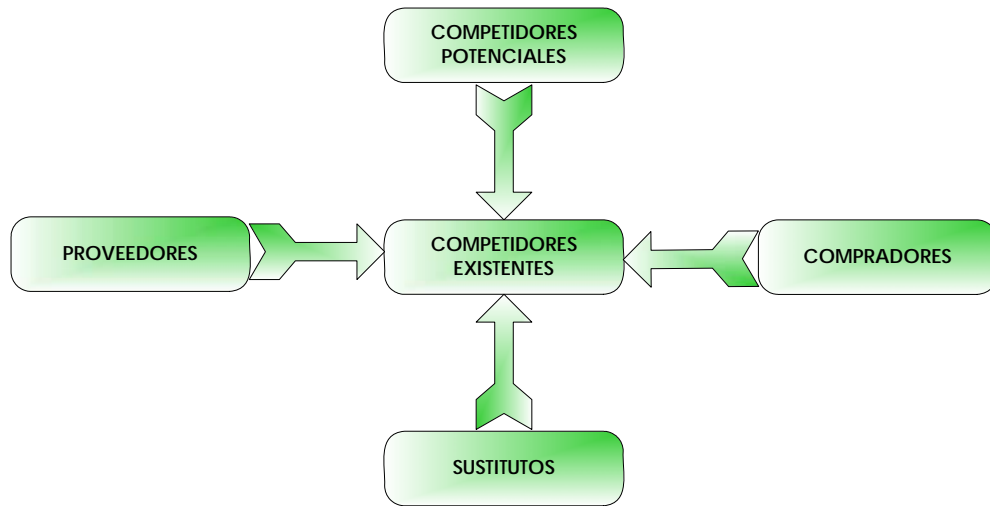 COMPETIDORES
POTENCIALES
PROVEEDORES
COMPETIDORES
EXISTENTES
COMPRADORES
SUSTITUTOS